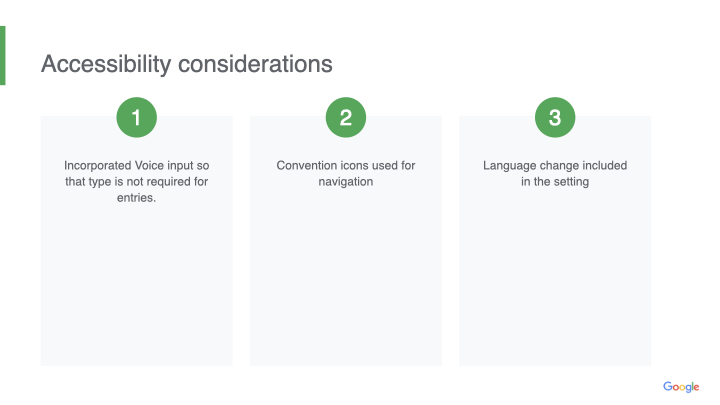 Accessibility considerations
1
Incorporated Voice input so
that type is not required for
entries.
2
Convention icons used for
navigation
3
Language change included
in the setting
Google